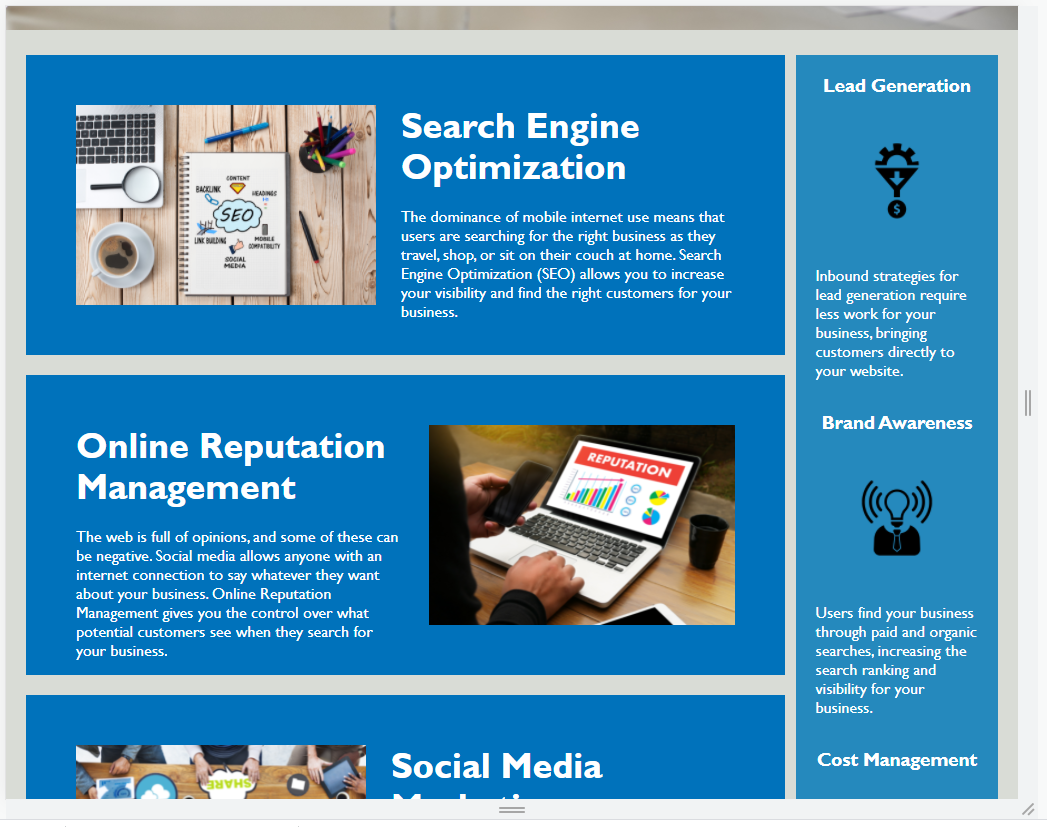 Search Engine
Optimization
The dominance of mobile internet use means that
users are searching for the right business as they
travel, shop, or sit on their couch at home. Search
Engine Optimization (SEO) allows you to increase
your visibility and find the right customers for your
business.
CONTENT
BACKLINK
HEADINGS
SEO
LINK BUILDING
MOBILE
COMPATIBILITY
SOCIAL
MEDIA
Online Reputation
Management
The web is full of opinions, and some of these can
be negative. Social media allows anyone with an
internet connection to say whatever they want
about your business. Online Reputation
Management gives you the control over what
potential customers see when they search for
your business.
REPUTATION
Social Media
SHARE
Lead Generation
$
Inbound strategies for
lead generation require
less work for your
business, bringing
customers directly to
your website.
Brand Awareness
Users find your business
through paid and organic
searches, increasing the
search ranking and
visibility for your
business.
Cost Management